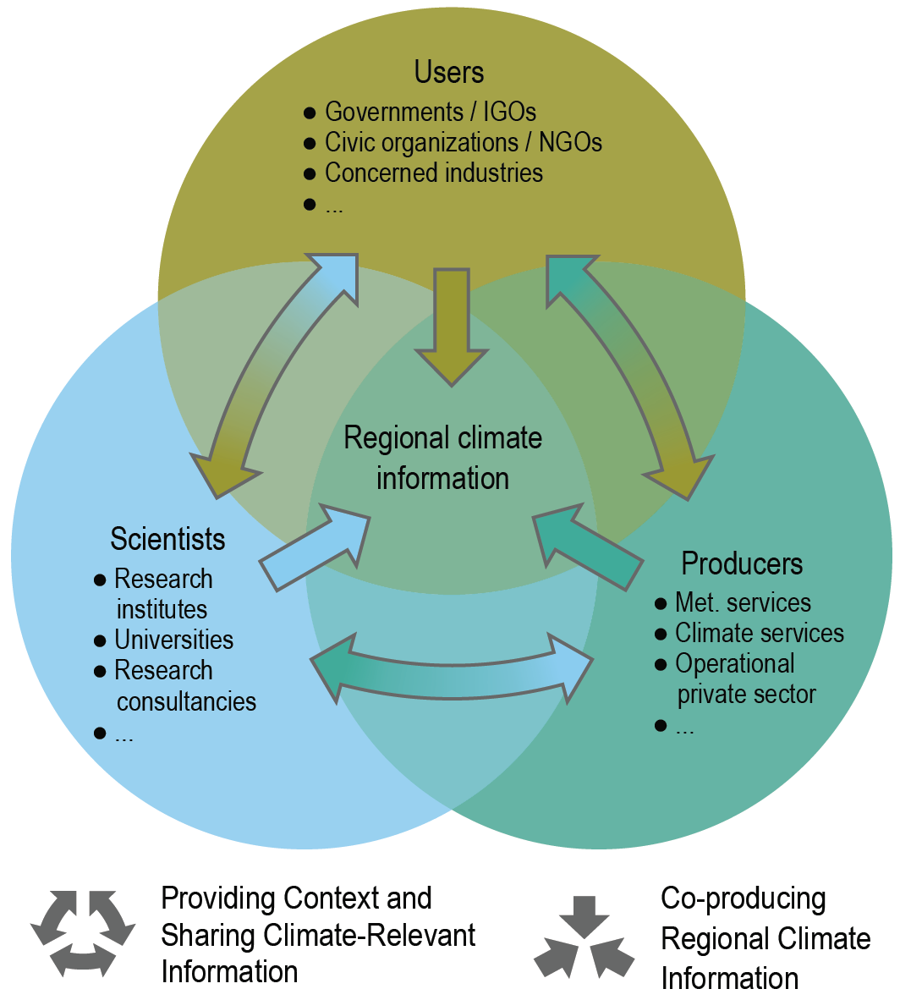 Users
● Governments / IGOs
● Civic organizations / NGOs
● Concerned industries
● ...
Regional climate
information
Scientists
● Research
institutes
● Universities
● Research
consultancies
● ...
Producers
● Met. services
● Climate services
● Operational
private sector
● ...
Providing Context and
Sharing Climate-Relevant
Information
Co-producing
Regional Climate
Information